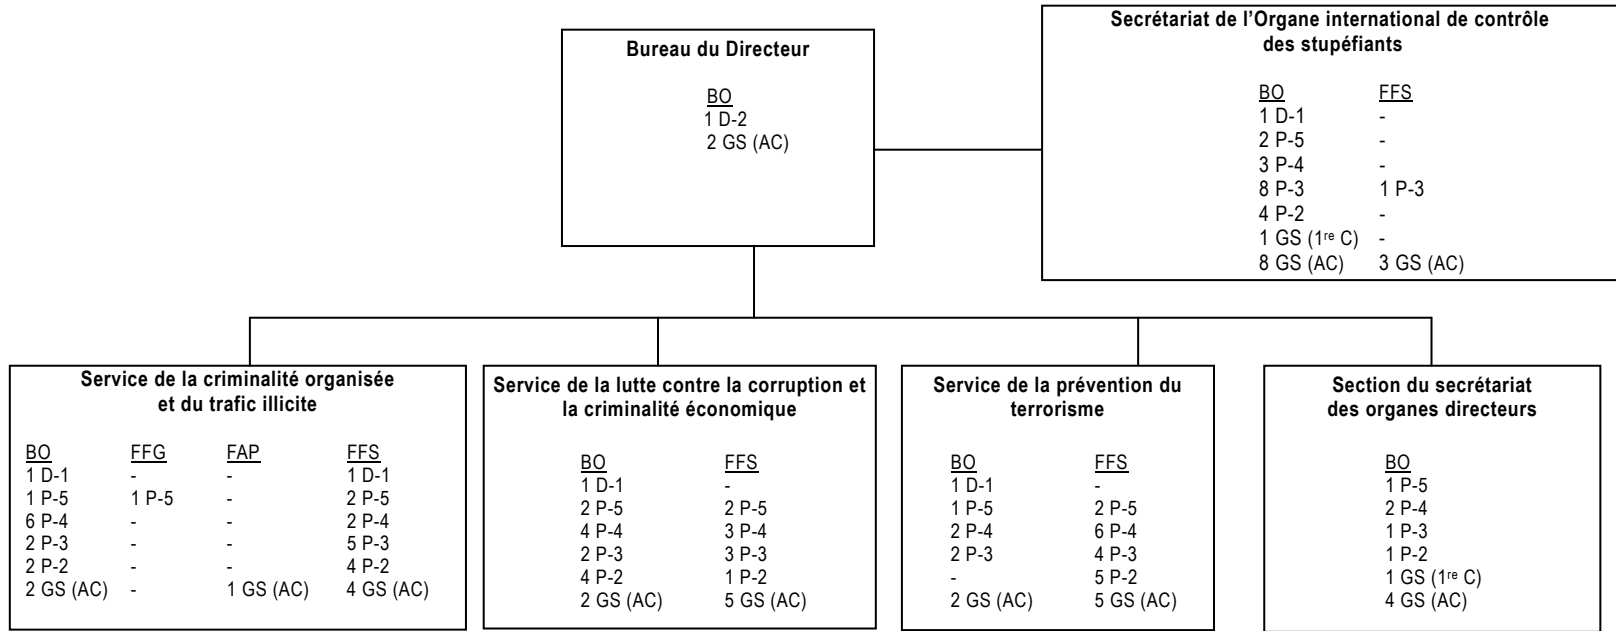 Bureau du Directeur
BO
1 D-2
2 GS (AC)
Secrétariat de l'Organe international de contrôle
des stupéfiants
BO FFS
1 D-1 -
2 P-5 -
3 P-4 -
8 P-3 1 P-3
4 P-2 -
1 GS (1re C) -
8 GS (AC) 3 GS (AC)
Service de la criminalité organisée
et du trafic illicite
BO FFG FAP FFS
1 D-1 - - 1 D-1
1 P-5 1 P-5 - 2 P-5
6 P-4 - - 2 P-4
2 P-3 - - 5 P-3
2 P-2 - - 4 P-2
2 GS (AC) - 1 GS (AC) 4 GS (AC)
Service de la lutte contre la corruption et
la criminalité économique
BO FFS
1 D-1 -
2 P-5 2 P-5
4 P-4 3 P-4
2 P-3 3 P-3
4 P-2 1 P-2
2 GS (AC) 5 GS (AC)
Service de la prévention du
terrorisme
BO FFS
1 D-1 -
1 P-5 2 P-5
2 P-4 6 P-4
2 P-3 4 P-3
- 5 P-2
2 GS (AC) 5 GS (AC)
Section du secrétariat
des organes directeurs
BO
1 P-5
2 P-4
1 P-3
1 P-2
1 GS (1re C)
4 GS (AC)